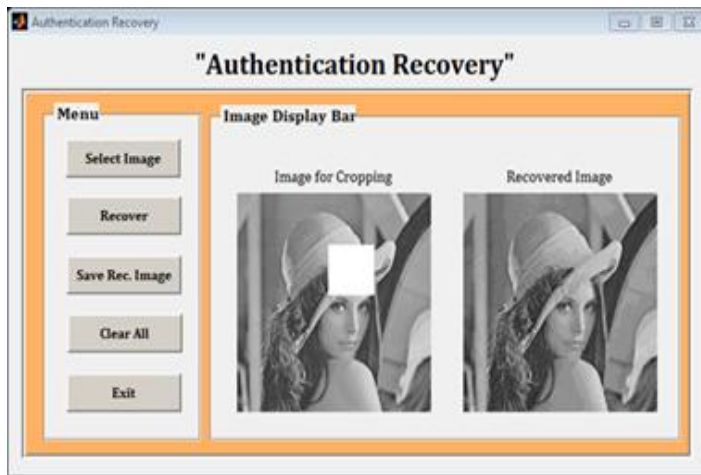 Authentication Recovery
"Authentication Recovery"
Menu
Select Image
Recover
Save Rec. Image
Clear All
Exit
Image Display Bar
Image for Cropping
Recovered Image